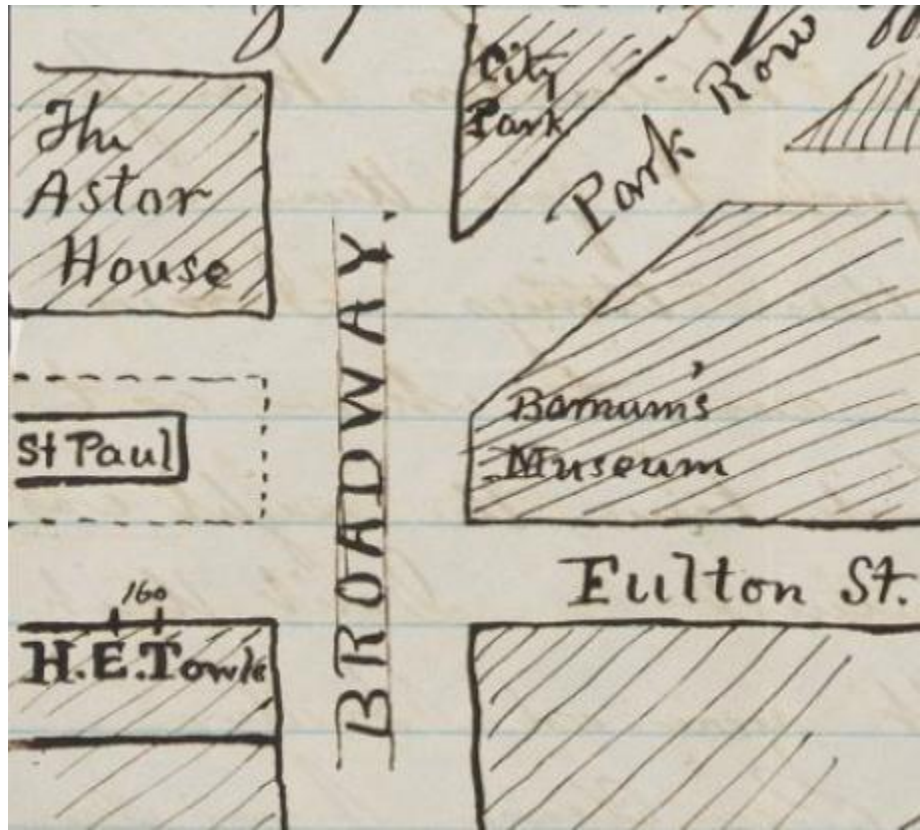 City
Park
Park Row
The
Astor
House
BROADWAY.
Barnum's
Museum
St Paul
Fulton St.
160
H.E.Towle